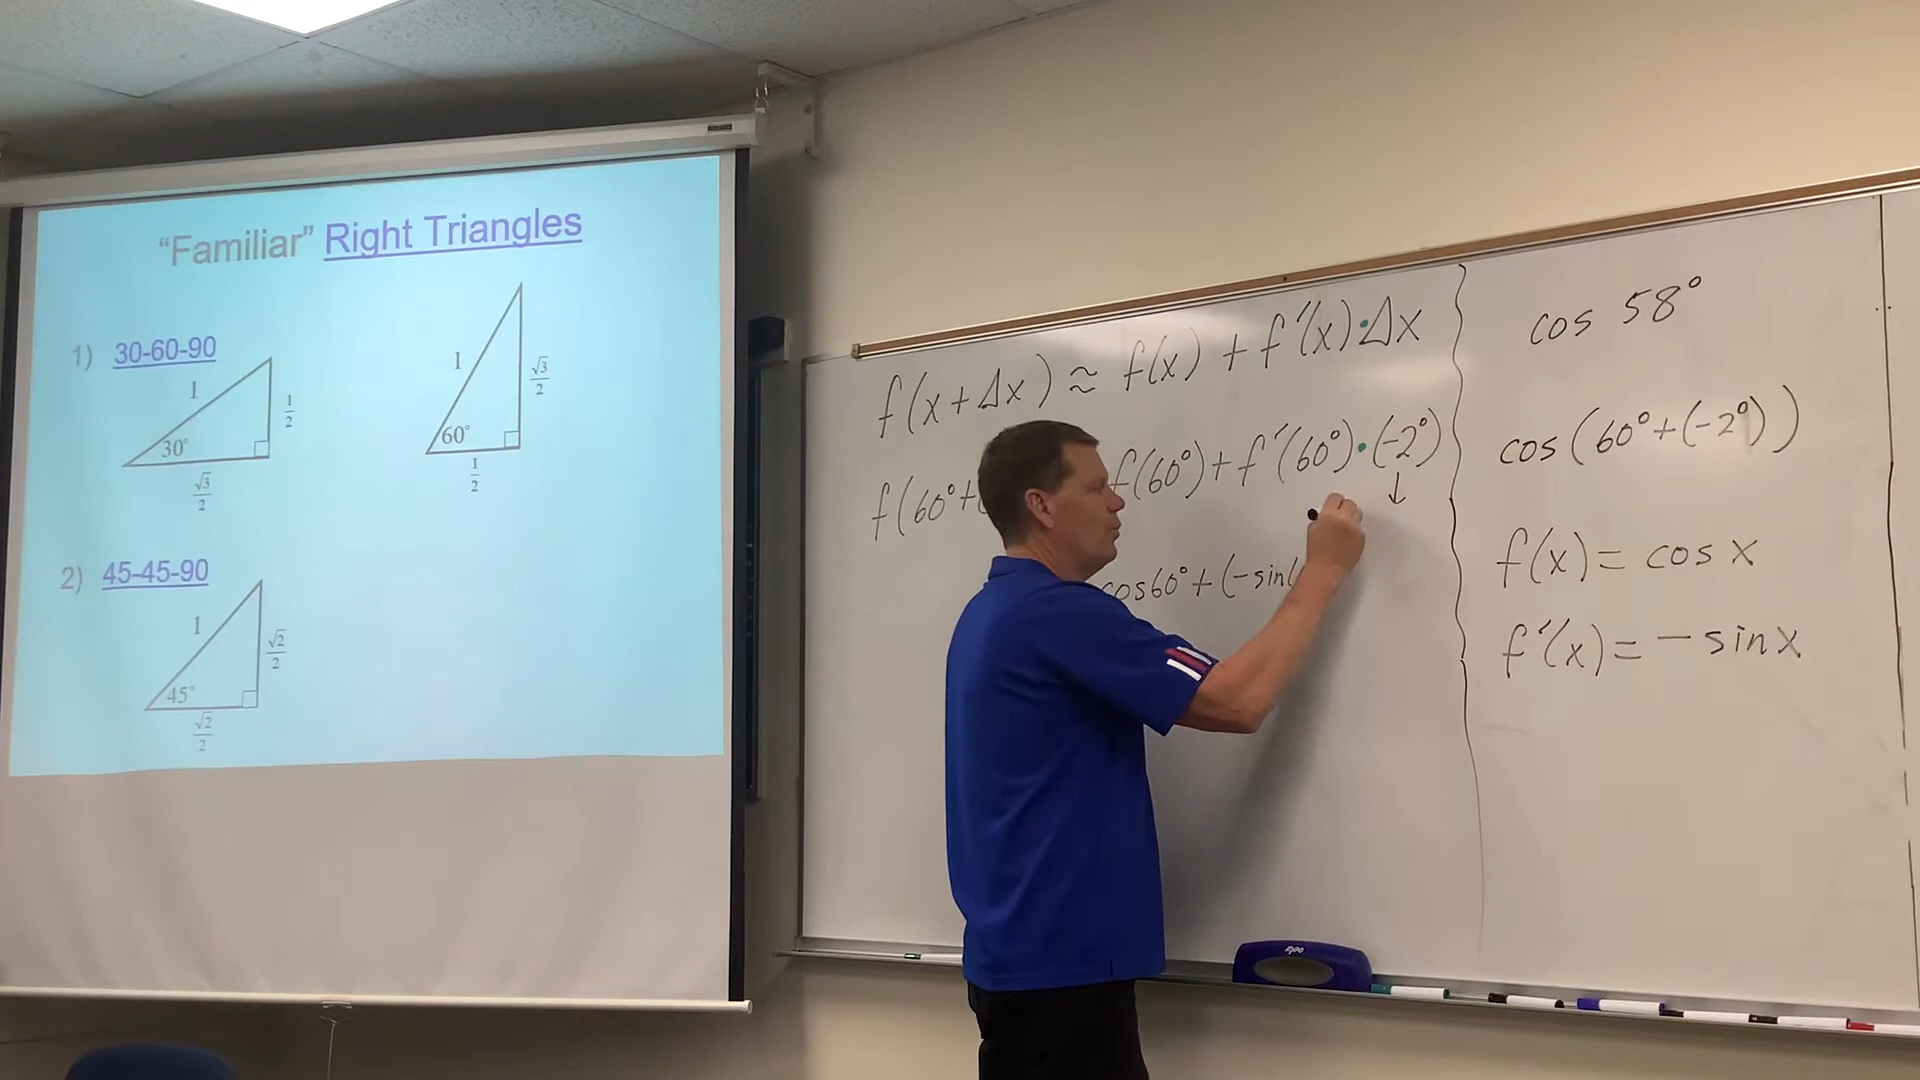 “Familiar” Right Triangles
1) 30-60-90
1
1/2
30°
√3/2
1
√3/2
60°
1/2
2) 45-45-90
1
√2/2
45°
√2/2
f(x+Δx) ≈ f(x) + f′(x)·Δx
f(60°+ f(60°)+f′(60°)·(-2°)
↓
cos60°+(-sin(
cos 58°
cos(60°+(-2°))
f(x)= cos x
f′(x)= -sin x
expo